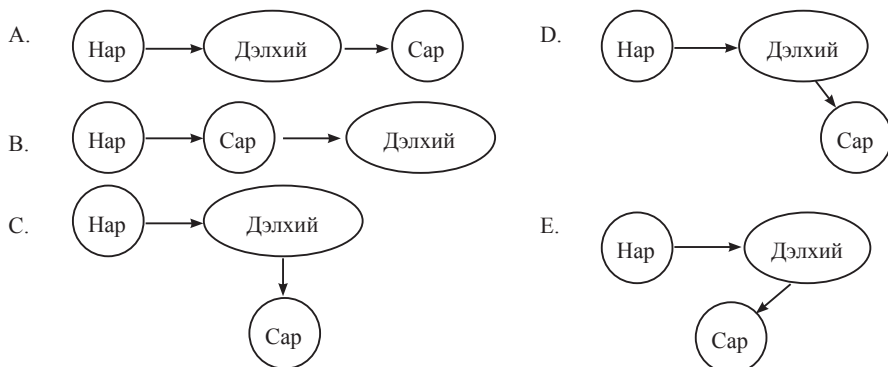 A. Нар Дэлхий Сар
B. Нар Сар Дэлхий
C. Нар Дэлхий
Сар
D. Нар Дэлхий
Сар
E. Нар Дэлхий
Сар